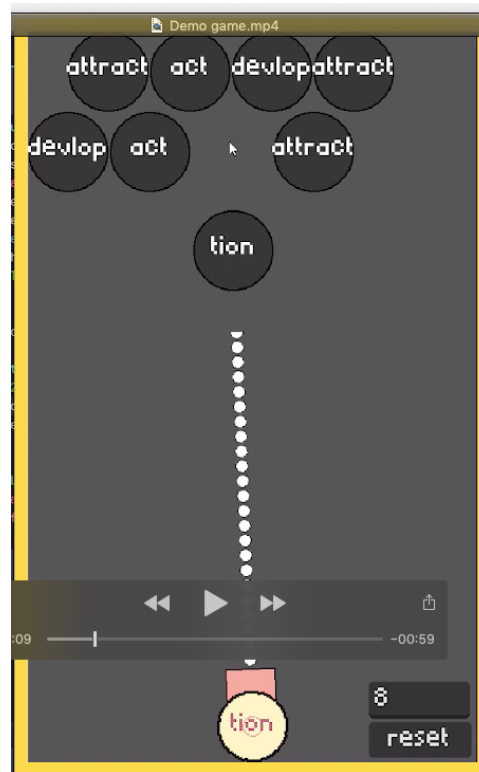 Demo game.mp4
attract act devlop attract
devlop act attract
tion
:09 -00:59
tion
8
reset